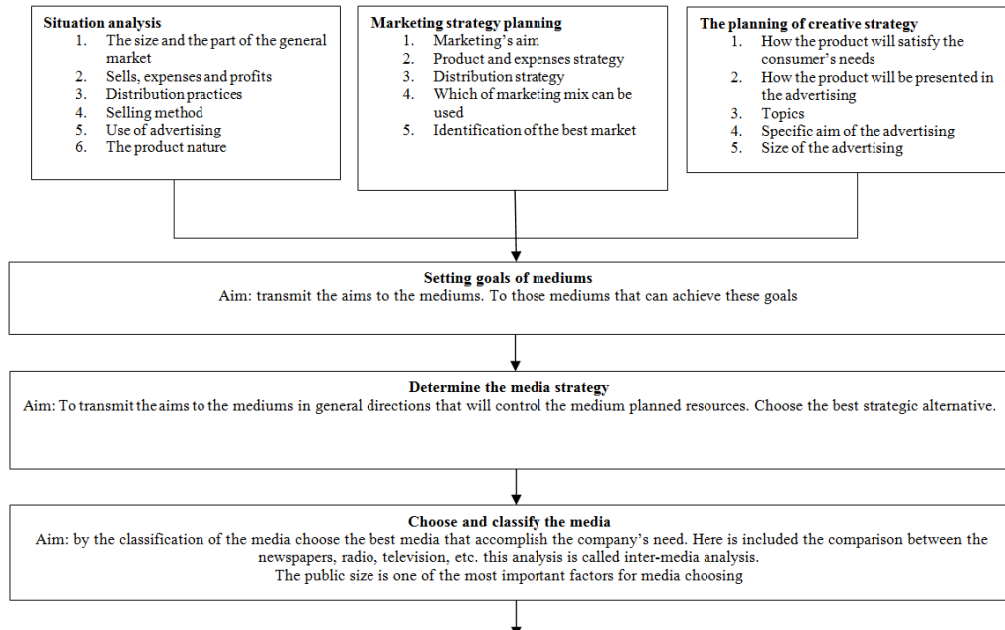 Situation analysis
1. The size and the part of the general
market
2. Sells, expenses and profits
3. Distribution practices
4. Selling method
5. Use of advertising
6. The product nature
Marketing strategy planning
1. Marketing's aim
2. Product and expenses strategy
3. Distribution strategy
4. Which of marketing mix can be
used
5. Identification of the best market
The planning of creative strategy
1. How the product will satisfy the
consumer's needs
2. How the product will be presented in
the advertising
3. Topics
4. Specific aim of the advertising
5. Size of the advertising
Setting goals of mediums
Aim: transmit the aims to the mediums. To those mediums that can achieve these goals
Determine the media strategy
Aim: To transmit the aims to the mediums in general directions that will control the medium planned resources. Choose the best strategic alternative.
Choose and classify the media
Aim: by the classification of the media choose the best media that accomplish the company's need. Here is included the comparison between the
newspapers, radio, television, etc. this analysis is called inter-media analysis.
The public size is one of the most important factors for media choosing